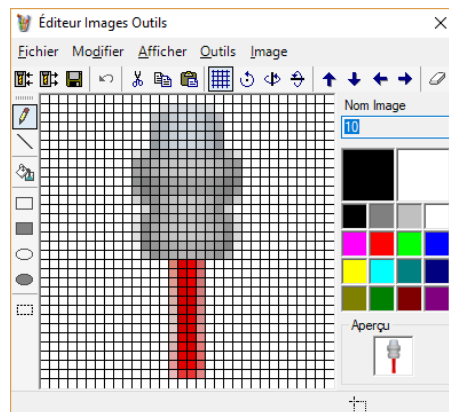 Éditeur Images Outils
Fichier Modifier Afficher Outils Image
Nom Image
10
Aperçu